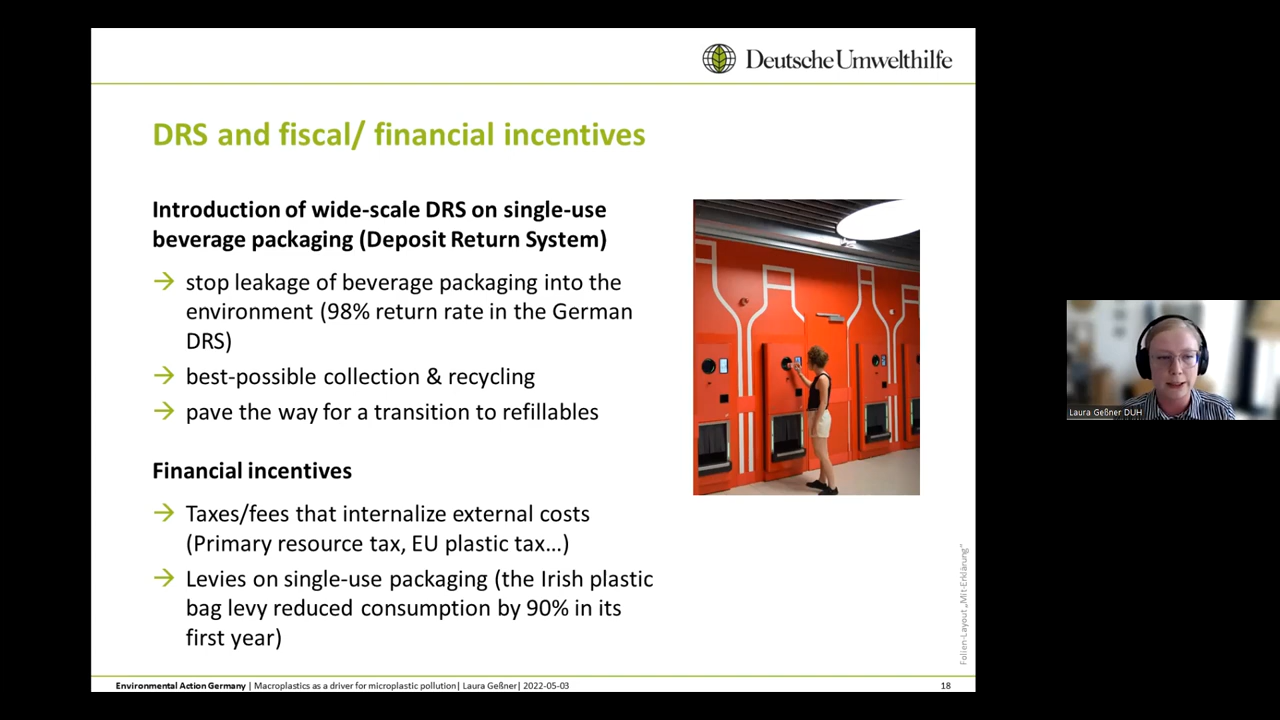 Deutsche Umwelthilfe
DRS and fiscal/ financial incentives
Introduction of wide-scale DRS on single-use
beverage packaging (Deposit Return System)
→ stop leakage of beverage packaging into the
environment (98% return rate in the German
DRS)
→ best-possible collection & recycling
→ pave the way for a transition to refillables
Financial incentives
→ Taxes/fees that internalize external costs
(Primary resource tax, EU plastic tax…)
→ Levies on single-use packaging (the Irish plastic
bag levy reduced consumption by 90% in its
first year)
Folien-Layout „Mit-Erklärung"
Environmental Action Germany | Macroplastics as a driver for microplastic pollution| Laura Geßner| 2022-05-03
18
Laura Geßner DUH